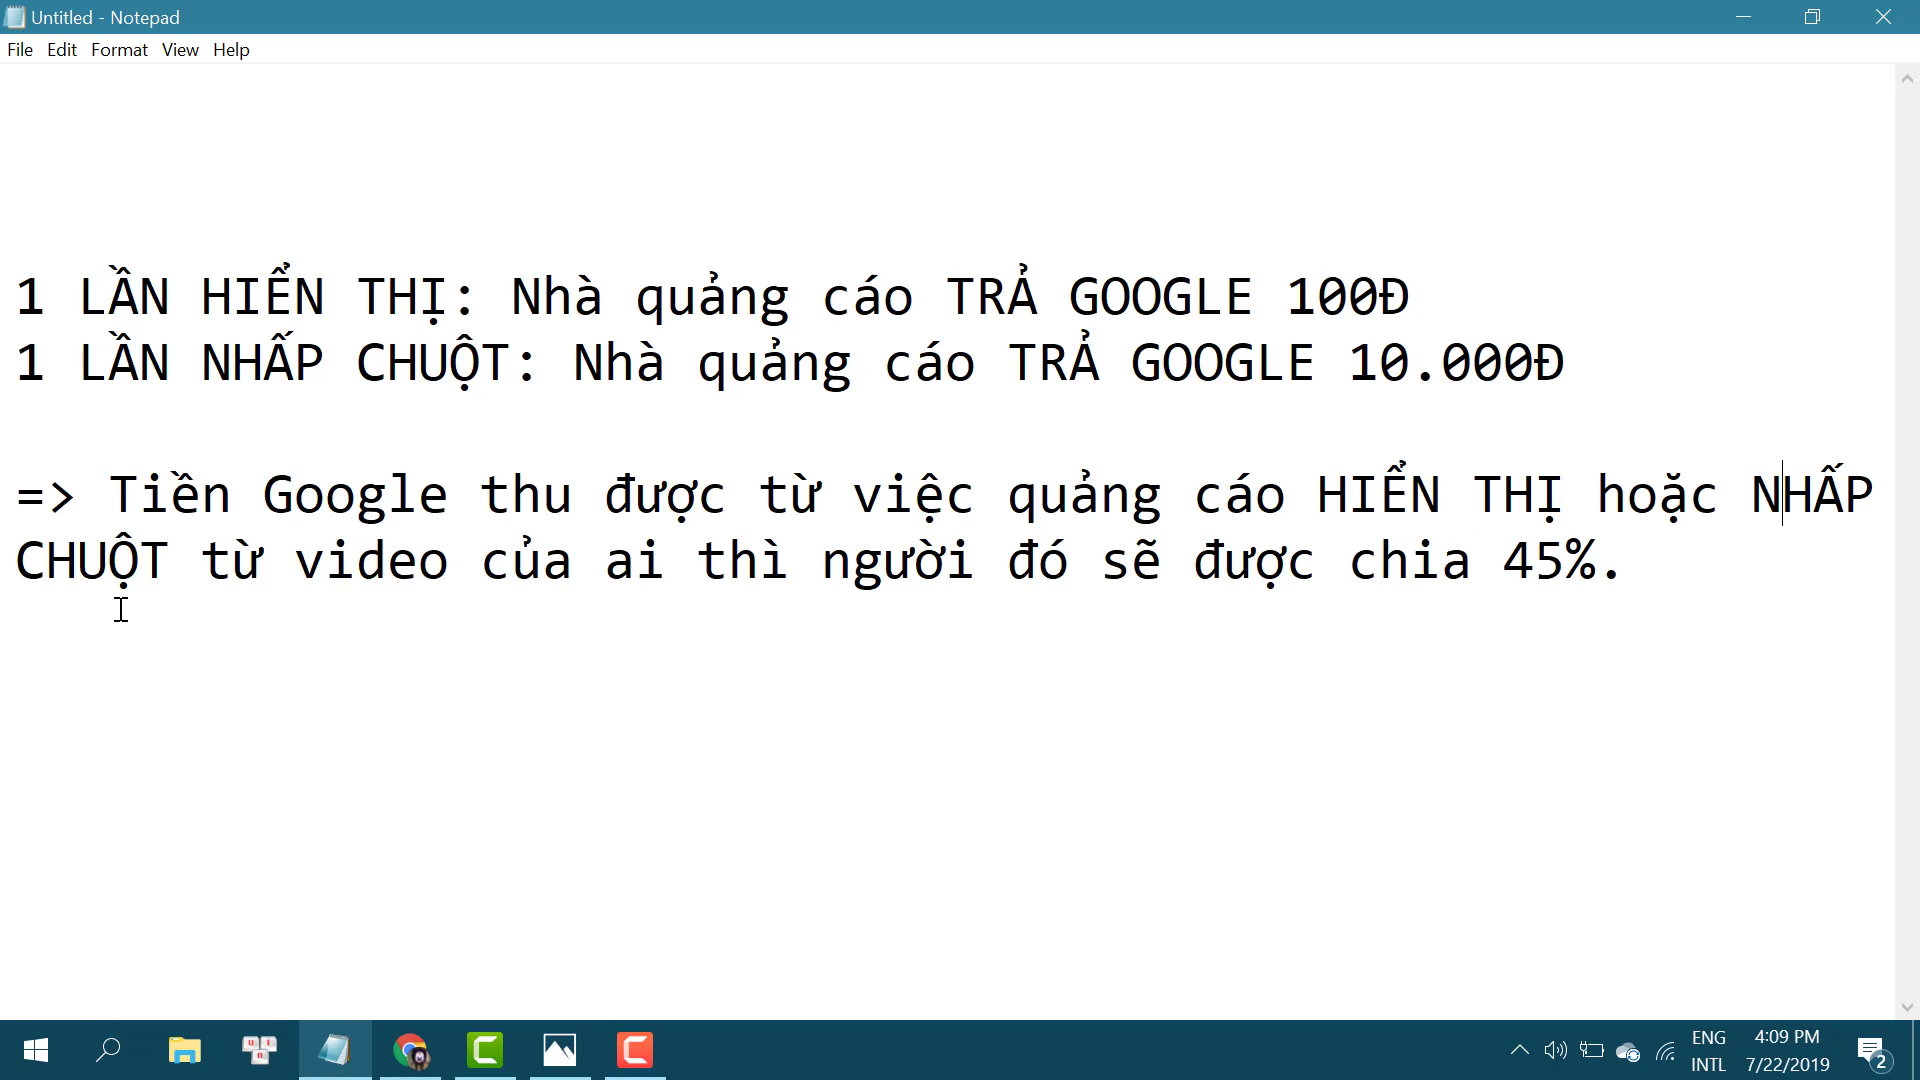 Untitled - Notepad
File Edit Format View Help
1 LẦN HIỂN THỊ: Nhà quảng cáo TRẢ GOOGLE 100Đ
1 LẦN NHẤP CHUỘT: Nhà quảng cáo TRẢ GOOGLE 10.000Đ
=> Tiền Google thu được từ việc quảng cáo HIỂN THỊ hoặc NHẤP
CHUỘT từ video của ai thì người đó sẽ được chia 45%.
ENG 4:09 PM
INTL 7/22/2019
2